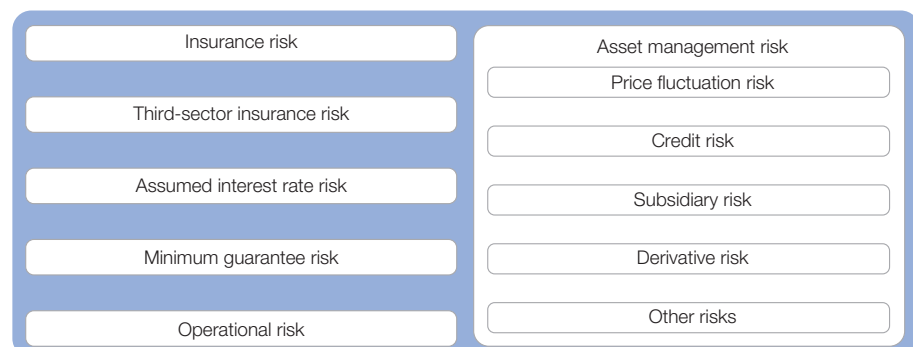 Insurance risk
Third-sector insurance risk
Assumed interest rate risk
Minimum guarantee risk
Operational risk
Asset management risk
Price fluctuation risk
Credit risk
Subsidiary risk
Derivative risk
Other risks